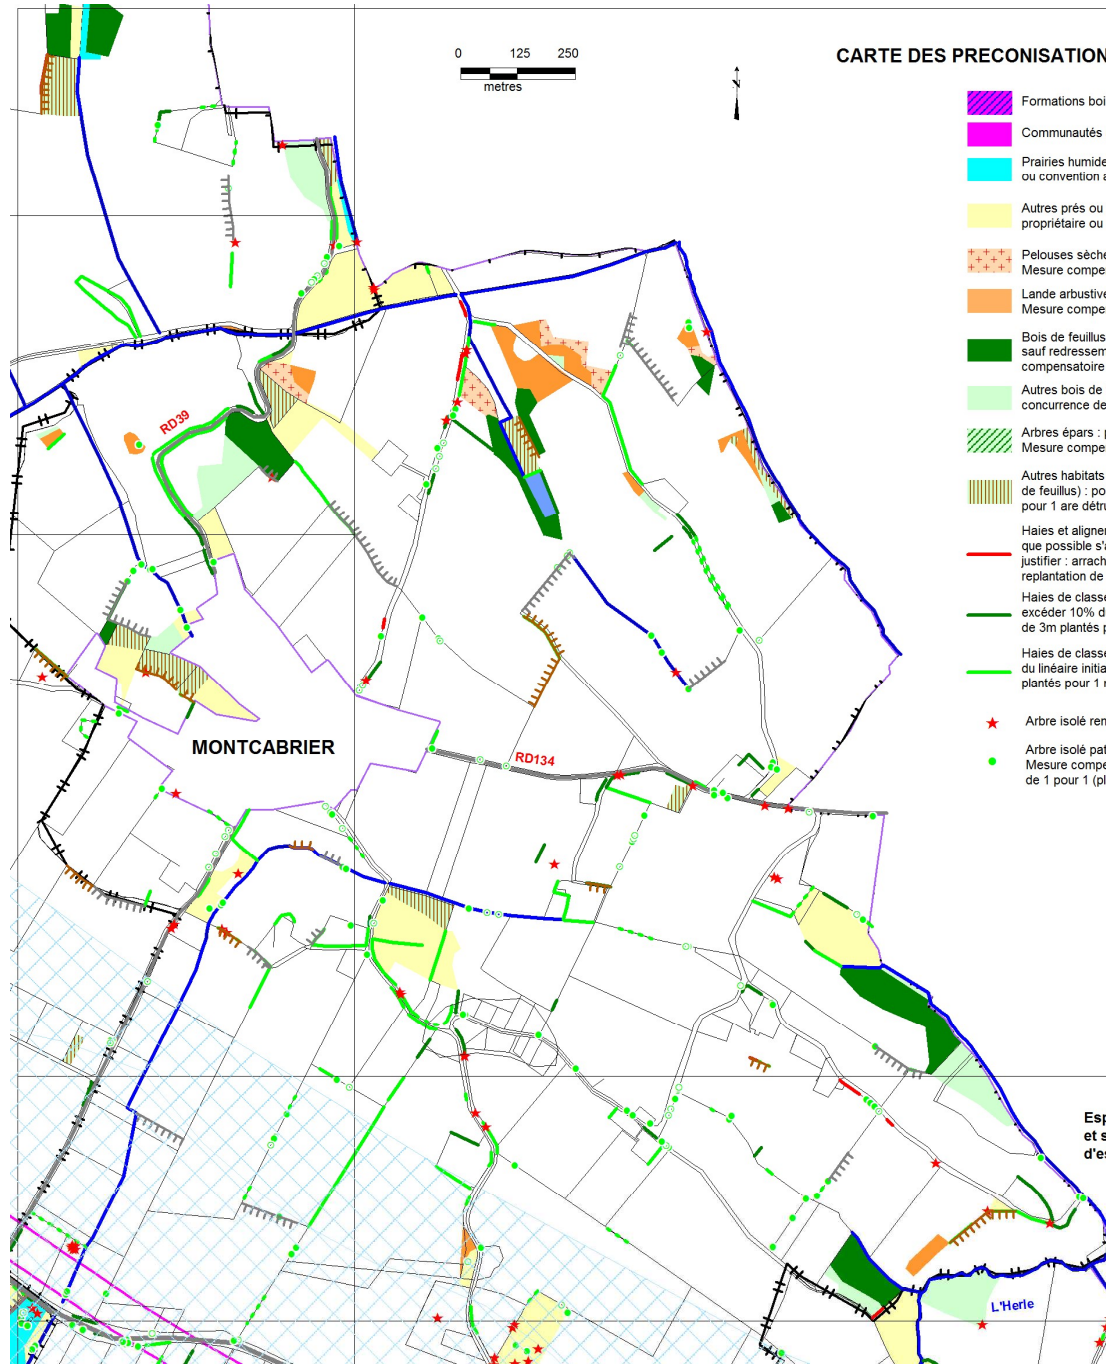 0 125 250
metres
N
CARTE DES PRECONISATION
Formations boi
Communautés
Prairies humide
ou convention a
Autres prés ou
propriétaire ou
Pelouses sèche
Mesure compe
Lande arbustive
Mesure compe
Bois de feuillus
sauf redressem
compensatoire
Autres bois de
concurrence de
Arbres épars : p
Mesure compe
Autres habitats
de feuillus) : po
pour 1 are détru
Haies et aligner
que possible s'a
justifier : arrach
replantation de
Haies de classe
excéder 10% d
de 3m plantés p
Haies de classe
du linéaire initia
plantés pour 1 m
Arbre isolé rem
Arbre isolé pat
Mesure compe
de 1 pour 1 (pl
RD39
MONTCABRIER
RD134
Esp
et s
d'es
L'Herle